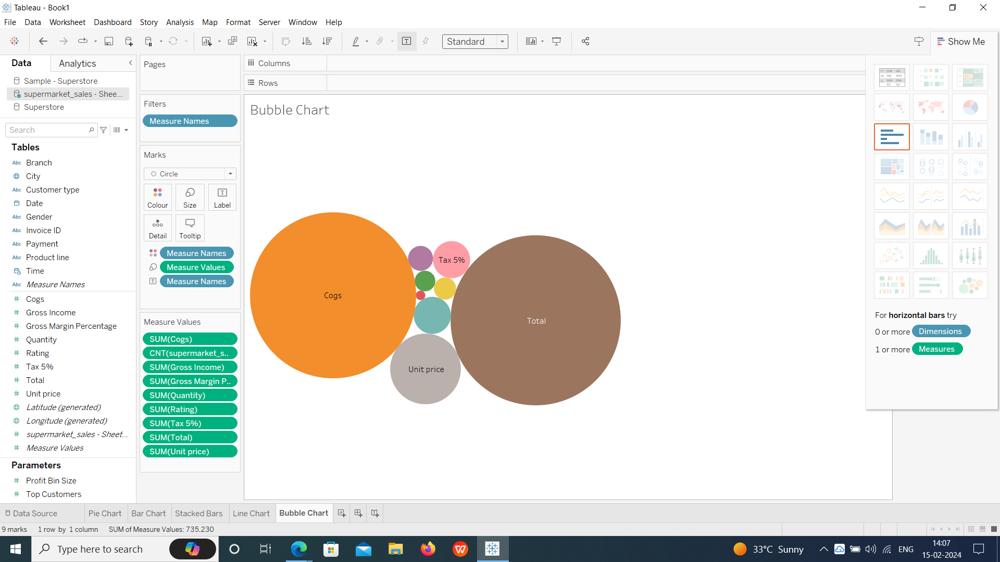 Tableau - Book1
File Data Worksheet Dashboard Story Analysis Map Format Server Window Help
Standard
Show Me
Data Analytics
Sample - Superstore
supermarket_sales - Shee...
Superstore
Search
Tables
Abc Branch
City
Abc Customer type
Date
Abc Gender
Abc Invoice ID
Abc Payment
Abc Product line
Time
Abc Measure Names
# Cogs
# Gross Income
# Gross Margin Percentage
# Quantity
# Rating
# Tax 5%
# Total
# Unit price
Latitude (generated)
Longitude (generated)
# supermarket_sales - Sheet...
# Measure Values
Parameters
# Profit Bin Size
# Top Customers
Pages
Filters
Measure Names
Marks
Circle
Colour Size Label
Detail Tooltip
Measure Names
Measure Values
Measure Names
Measure Values
SUM(Cogs)
CNT(supermarket_s..
SUM(Gross Income)
SUM(Gross Margin P..
SUM(Quantity)
SUM(Rating)
SUM(Tax 5%)
SUM(Total)
SUM(Unit price)
Columns
Rows
Bubble Chart
Cogs
Tax 5%
Total
Unit price
For horizontal bars try
0 or more Dimensions
1 or more Measures
Data Source Pie Chart Bar Chart Stacked Bars Line Chart Bubble Chart
9 marks 1 row by 1 column SUM of Measure Values: 735,230
Type here to search
33°C Sunny
ENG
14:07
15-02-2024